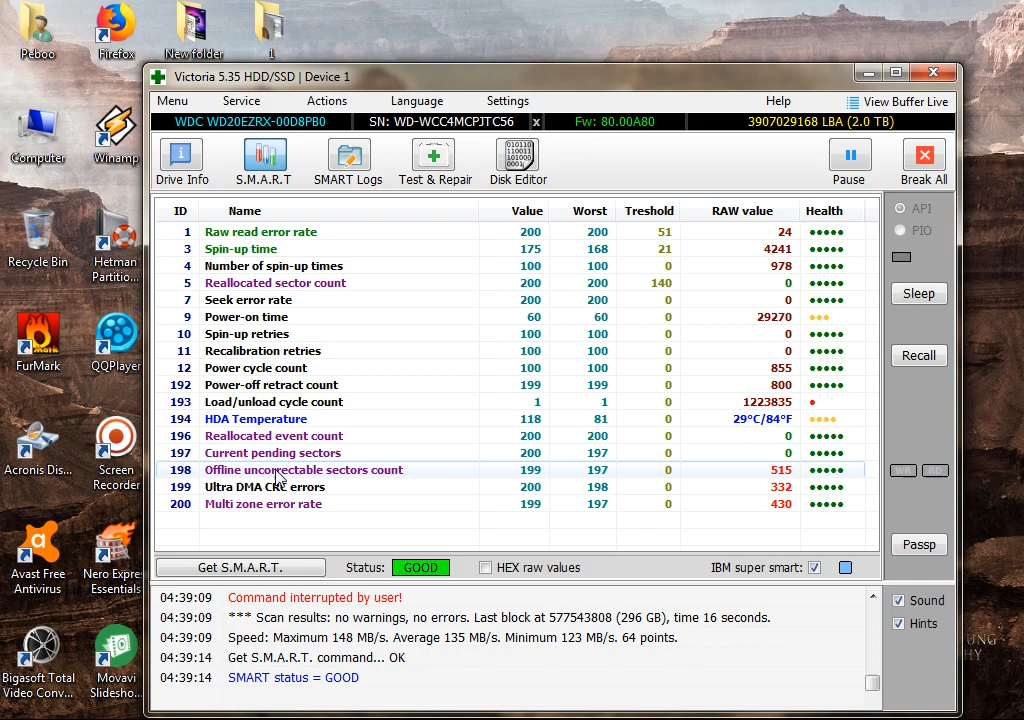 Peboo
Firefox
New folder
1
Computer
Winamp
Recycle Bin
Hetman
Partitio...
FurMark
QQPlayer
Acronis Dis...
Screen
Recorder
Avast Free
Antivirus
Nero Expre
Essentials
Bigasoft Total
Video Conv...
Movavi
Slidesho...
Victoria 5.35 HDD/SSD | Device 1
Menu Service Actions Language Settings Help View Buffer Live
WDC WD20EZRX-00D8PB0 SN: WD-WCC4MCPJTC56 x Fw: 80.00A80 3907029168 LBA (2.0 TB)
Drive Info S.M.A.R.T SMART Logs Test & Repair Disk Editor Pause Break All
010110
110011
101000
0001
ID Name Value Worst Treshold RAW value Health
1 Raw read error rate 200 200 51 24
3 Spin-up time 175 168 21 4241
4 Number of spin-up times 100 100 0 978
5 Reallocated sector count 200 200 140 0
7 Seek error rate 200 200 0 0
9 Power-on time 60 60 0 29270
10 Spin-up retries 100 100 0 0
11 Recalibration retries 100 100 0 0
12 Power cycle count 100 100 0 855
192 Power-off retract count 199 199 0 800
193 Load/unload cycle count 1 1 0 1223835
194 HDA Temperature 118 81 0 29°C/84°F
196 Reallocated event count 200 200 0 0
197 Current pending sectors 200 197 0 0
198 Offline uncorrectable sectors count 199 197 0 515
199 Ultra DMA CRC errors 200 198 0 332
200 Multi zone error rate 199 197 0 430
API
PIO
Sleep
Recall
WR RD
Passp
Get S.M.A.R.T. Status: GOOD HEX raw values IBM super smart:
04:39:09 Command interrupted by user!
04:39:09 *** Scan results: no warnings, no errors. Last block at 577543808 (296 GB), time 16 seconds.
04:39:09 Speed: Maximum 148 MB/s. Average 135 MB/s. Minimum 123 MB/s. 64 points.
04:39:14 Get S.M.A.R.T. command... OK
04:39:14 SMART status = GOOD
Sound
Hints
UNG
HY